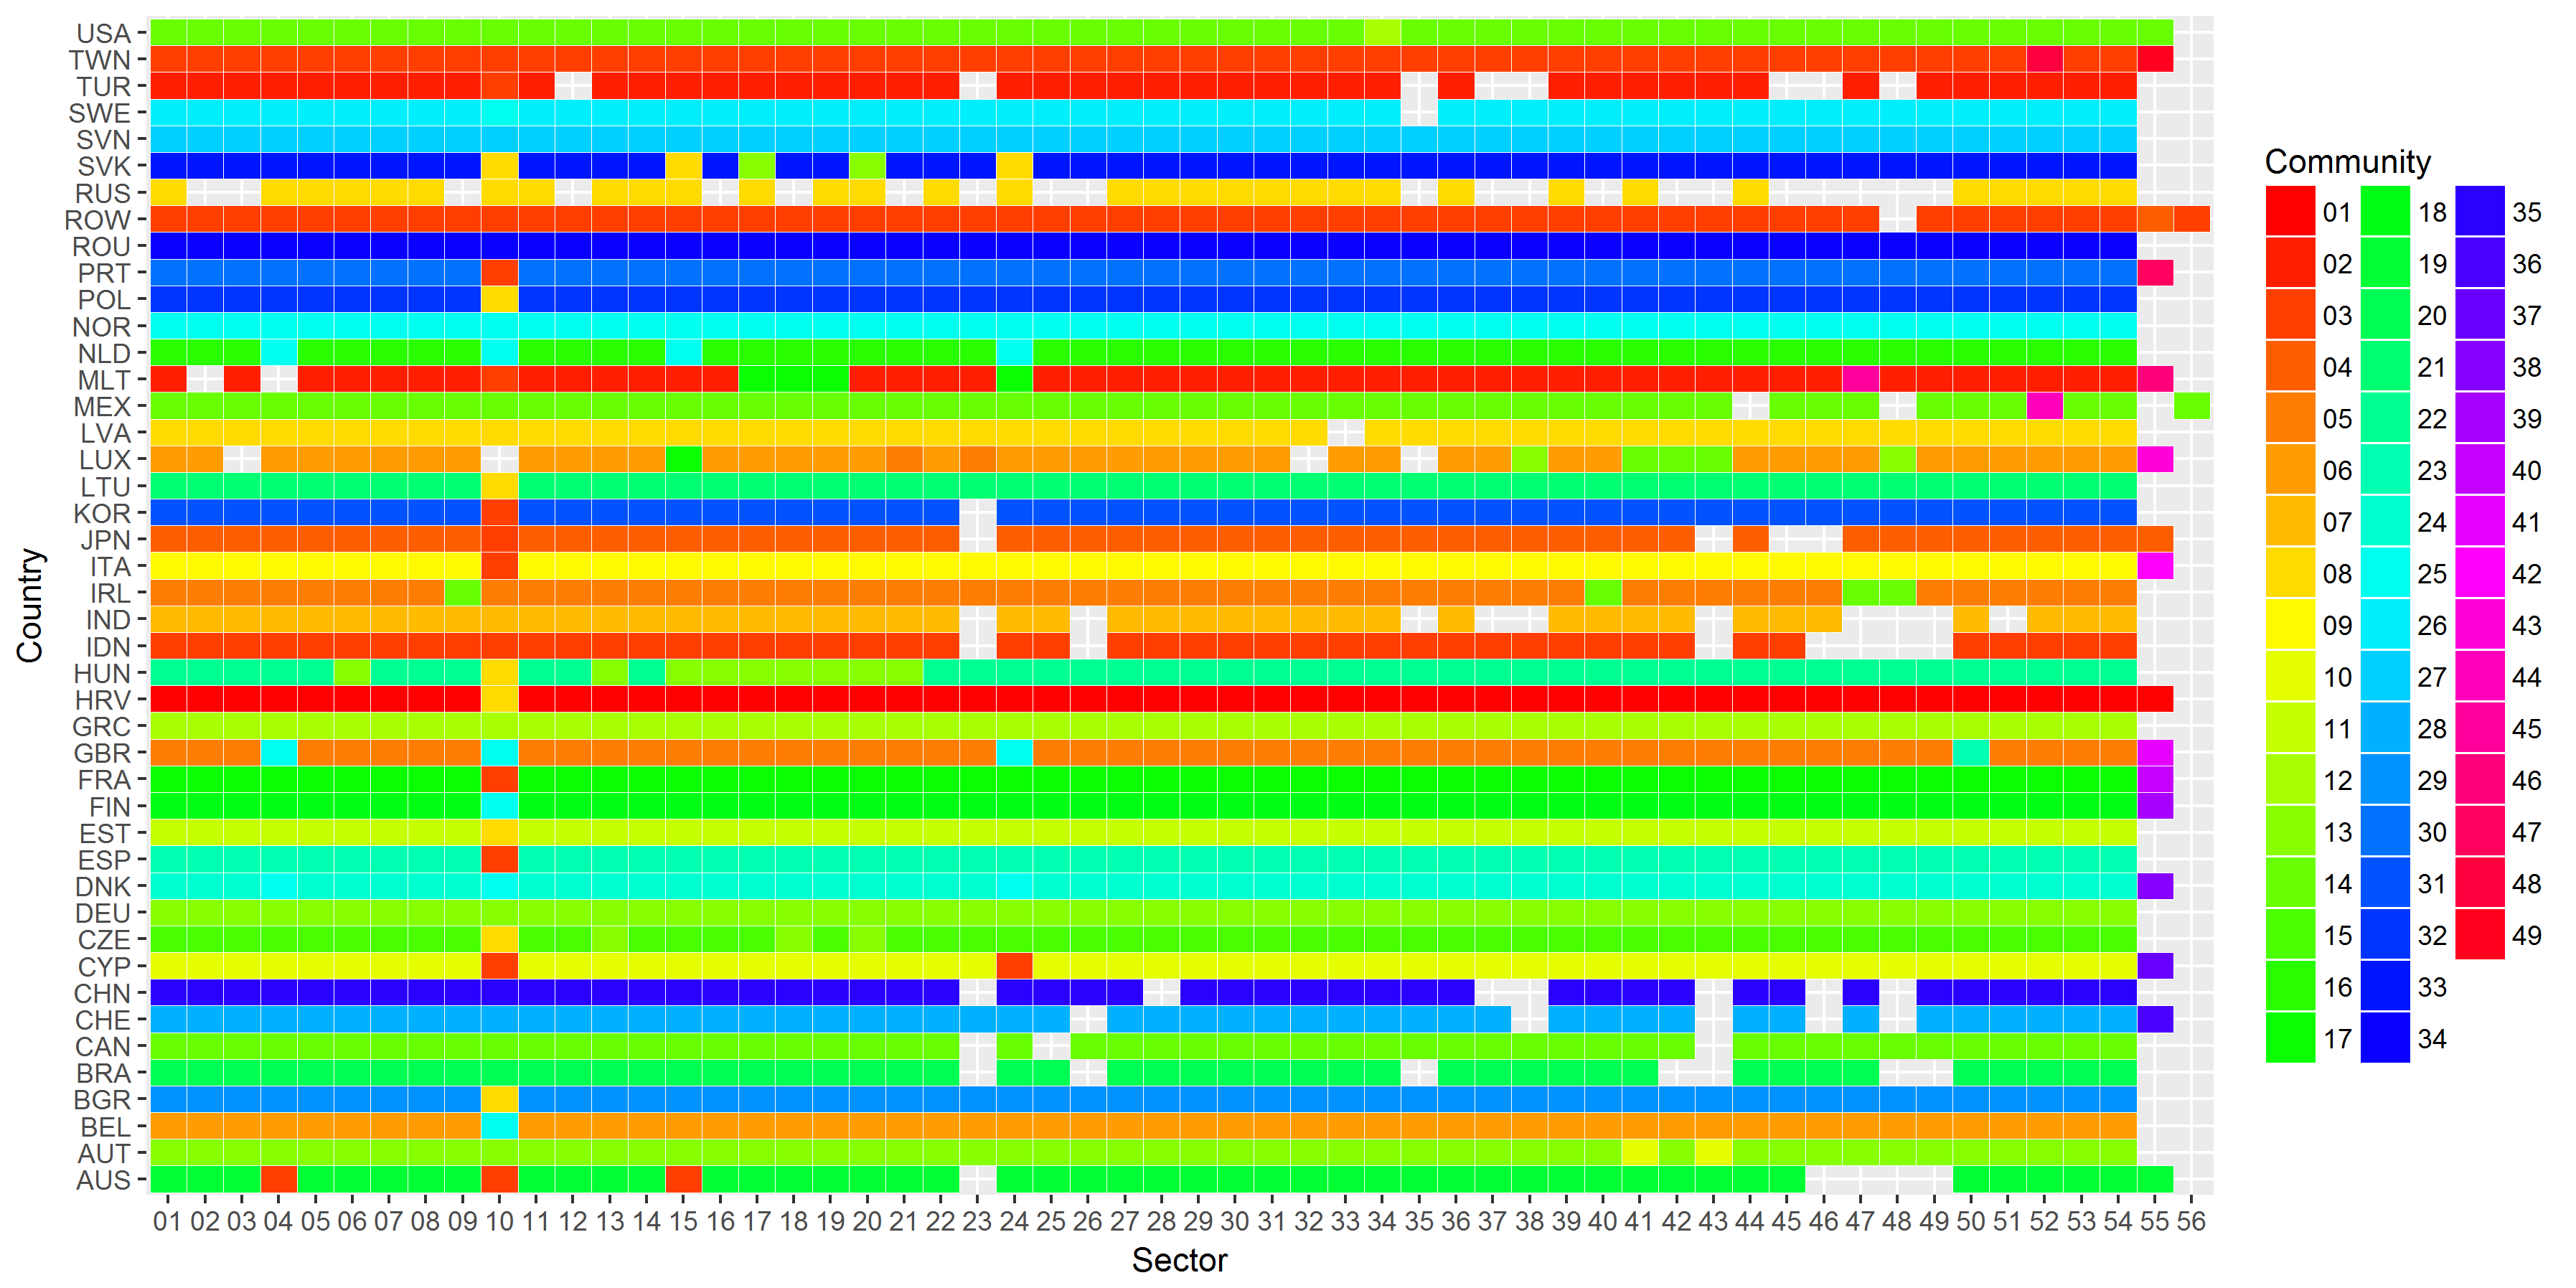 USA
TWN
TUR
SWE
SVN
SVK
RUS
ROW
ROU
PRT
POL
NOR
NLD
MLT
MEX
LVA
LUX
LTU
KOR
JPN
ITA
IRL
IND
IDN
HUN
HRV
GRC
GBR
FRA
FIN
EST
ESP
DNK
DEU
CZE
CYP
CHN
CHE
CAN
BRA
BGR
BEL
AUT
AUS
Country
01 02 03 04 05 06 07 08 09 10 11 12 13 14 15 16 17 18 19 20 21 22 23 24 25 26 27 28 29 30 31 32 33 34 35 36 37 38 39 40 41 42 43 44 45 46 47 48 49 50 51 52 53 54 55 56
Sector
Community
01 18 35
02 19 36
03 20 37
04 21 38
05 22 39
06 23 40
07 24 41
08 25 42
09 26 43
10 27 44
11 28 45
12 29 46
13 30 47
14 31 48
15 32 49
16 33
17 34